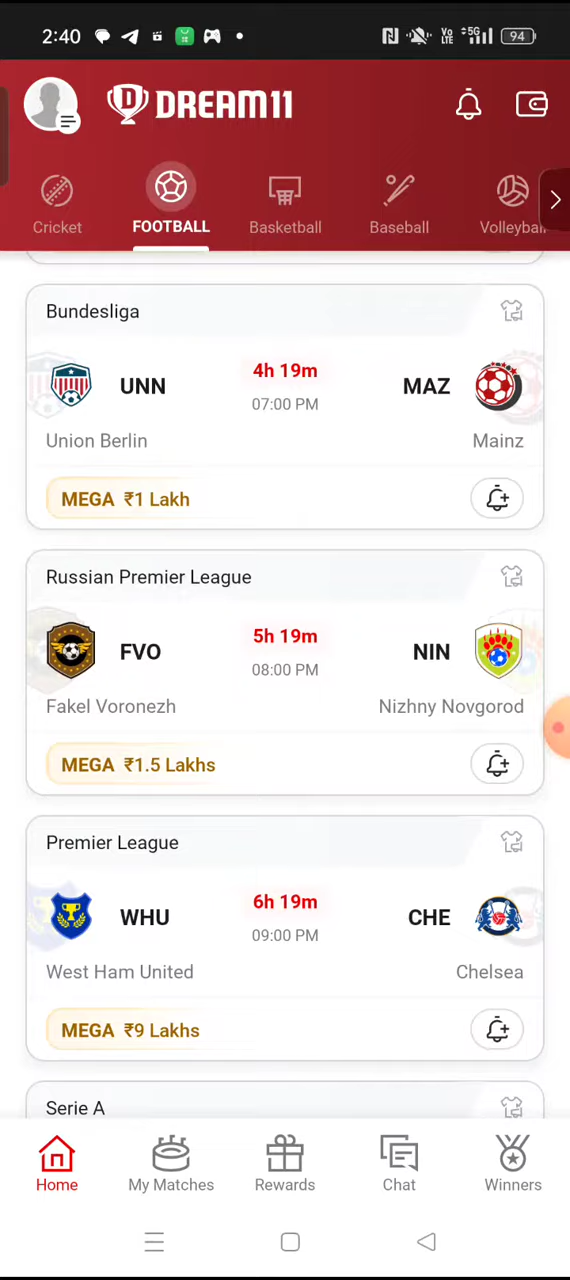 2:40 Vo LTE 5G 94
DREAM11
Cricket FOOTBALL Basketball Baseball Volleyball
Bundesliga
UNN 4h 19m MAZ
07:00 PM
Union Berlin Mainz
MEGA ₹1 Lakh
Russian Premier League
FVO 5h 19m NIN
08:00 PM
Fakel Voronezh Nizhny Novgorod
MEGA ₹1.5 Lakhs
Premier League
WHU 6h 19m CHE
09:00 PM
West Ham United Chelsea
MEGA ₹9 Lakhs
Serie A
Home My Matches Rewards Chat Winners